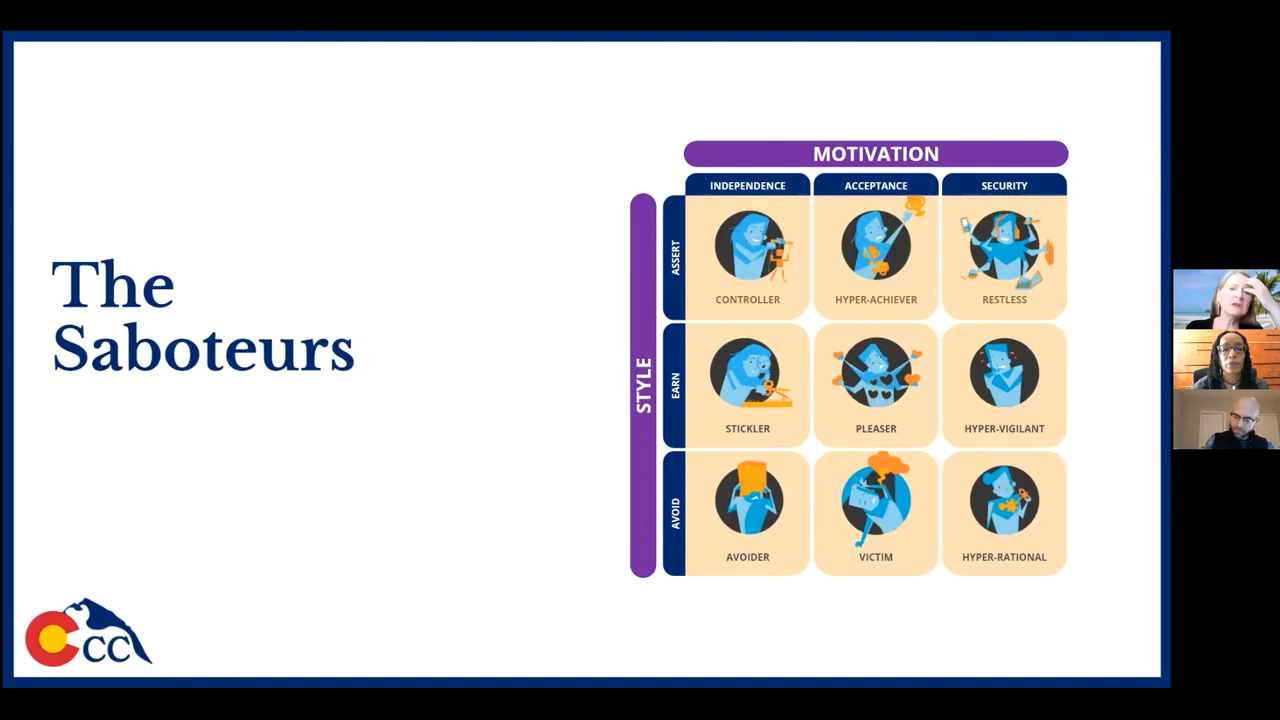 The
Saboteurs
MOTIVATION
INDEPENDENCE ACCEPTANCE SECURITY
STYLE
ASSERT
CONTROLLER HYPER-ACHIEVER RESTLESS
EARN
STICKLER PLEASER HYPER-VIGILANT
AVOID
AVOIDER VICTIM HYPER-RATIONAL
CCC